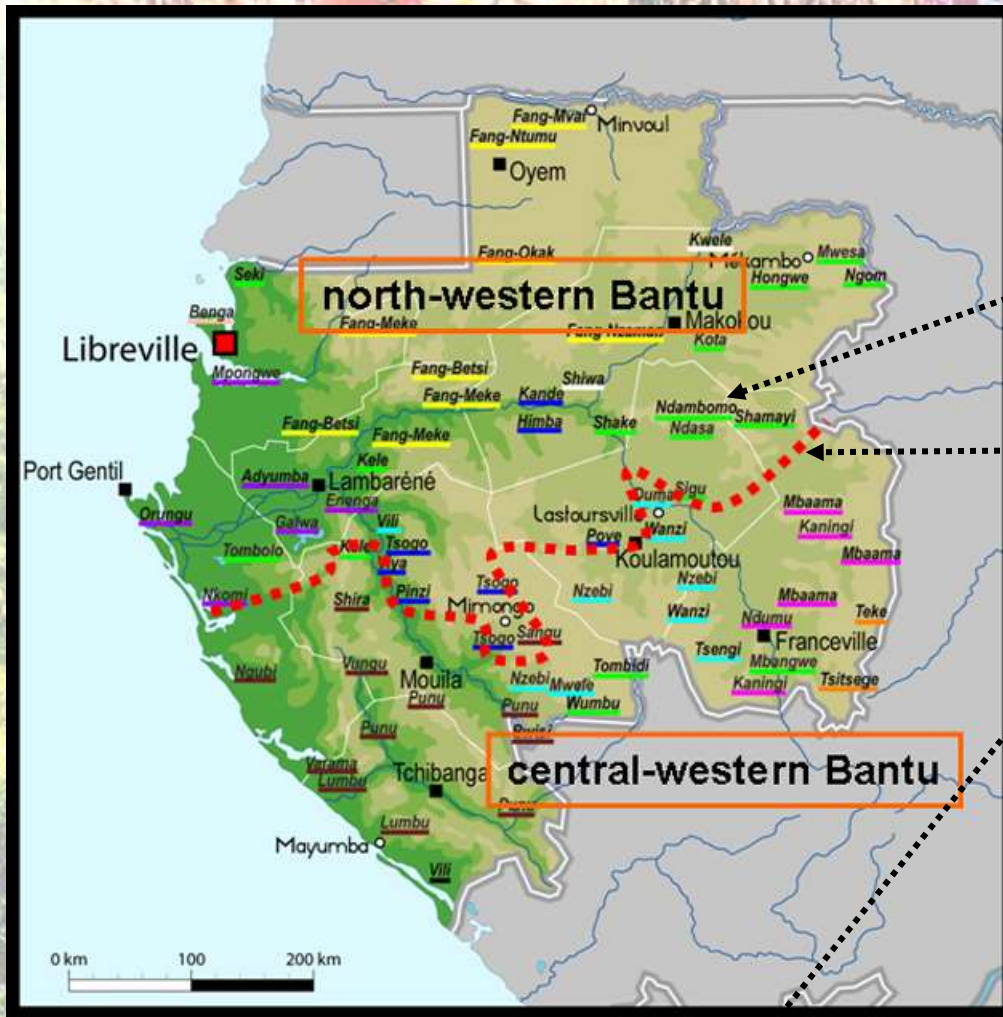 Fang-Mvai
Minvoul
Fang-Ntumu
Oyem
Kwele
Fang-Okak
Mékambo
Mwesa
Seki
Hongwe
Ngom
north-western Bantu
Benga
Fang-Meke
Fang-Nzaman
Makokou
Libreville
Kota
Mpongwe
Fang-Betsi
Shiwa
Fang-Meke
Kande
Ndambomo
Shamayi
Fang-Betsi
Himba
Shake
Ndasa
Fang-Meke
Kele
Port Gentil
Adyumba
Lambaréné
Sigu
Duma
Enenga
Mbaama
Orungu
Galwa
Vili
Lastoursville
Wanzi
Kaningi
Tombolo
Kele
Tsogo
Pove
Koulamoutou
Mbaama
Pinzi
Tsogo
Nzebi
Nzebi
Nkomi
Shira
Mimongo
Wanzi
Mbaama
Teke
Ndumu
Tsogo
Sangu
Franceville
Tsengi
Ngubi
Vungu
Mouila
Tombidi
Mbangwe
Nzebi
Mwele
Kaningi
Tsitsege
Punu
Punu
Wumbu
Punu
Bwisi
Varama
Lumbu
Tchibanga
central-western Bantu
Punu
Lumbu
Mayumba
Vili
0 km
100
200 km